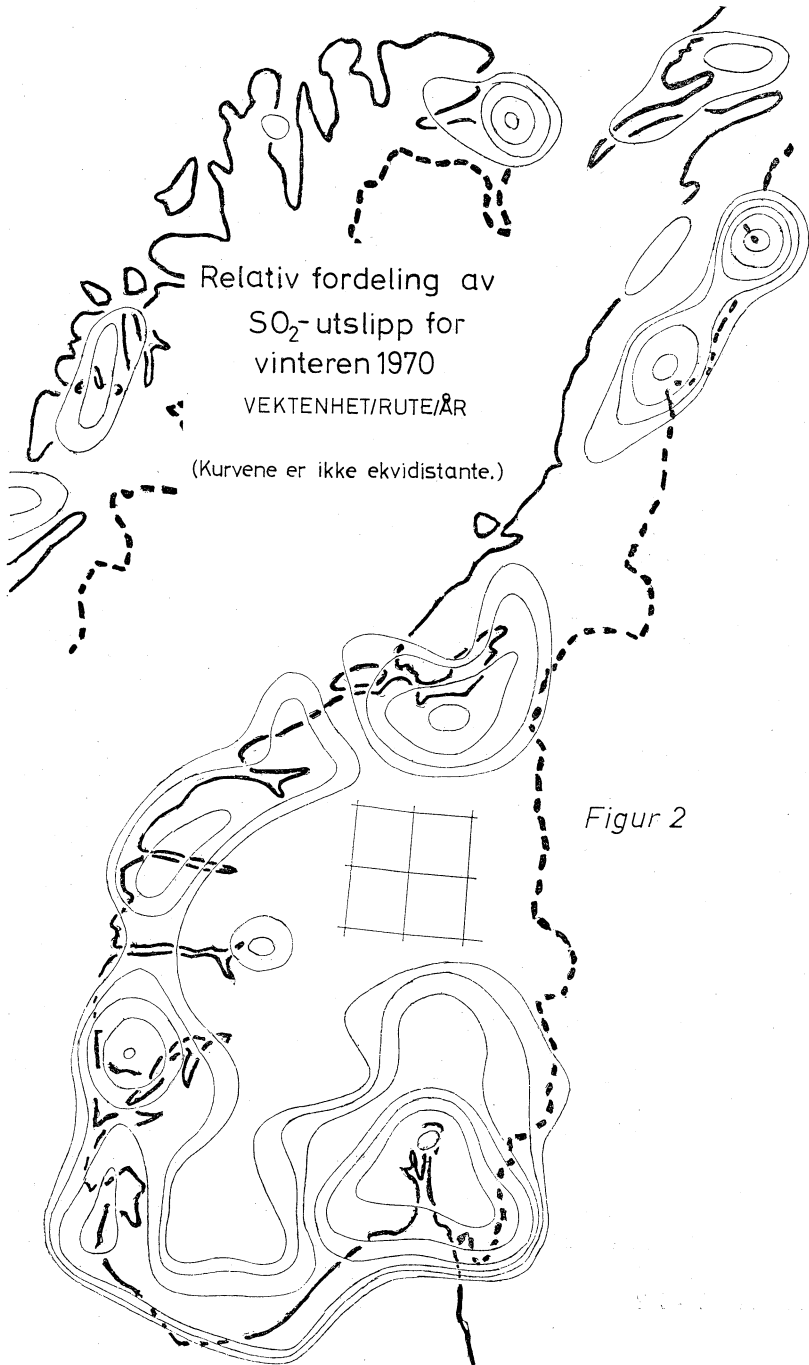 Relativ fordeling av
SO₂-utslipp for
vinteren 1970
VEKTENHET/RUTE/ÅR
(Kurvene er ikke ekvidistante.)
Figur 2